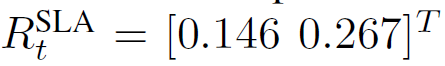 R_t^{SLA} = [0.146 0.267]^T